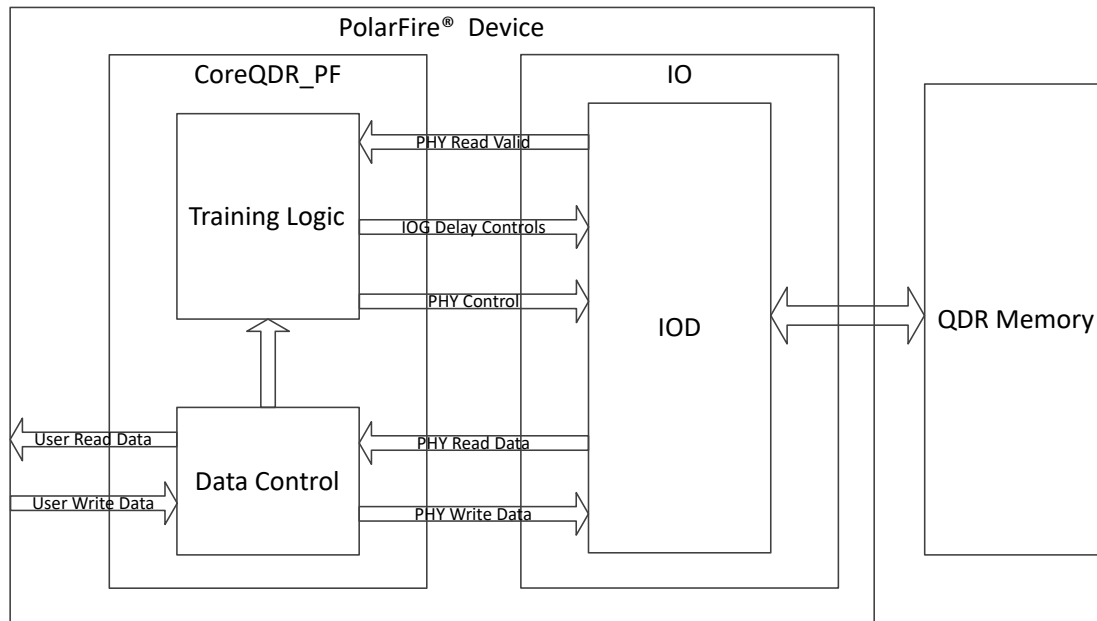 PolarFire® Device
CoreQDR_PF
IO
PHY Read Valid
Training Logic
IOG Delay Controls
PHY Control
IOD
QDR Memory
User Read Data
PHY Read Data
Data Control
User Write Data
PHY Write Data